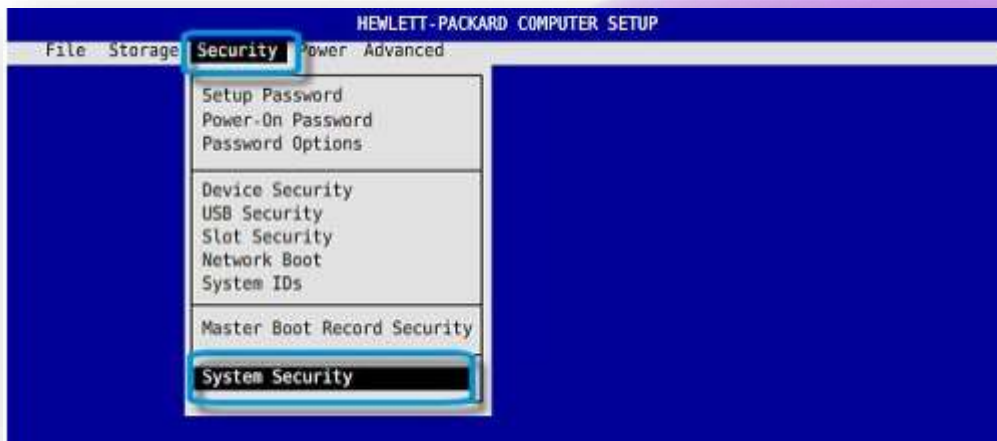 HEWLETT-PACKARD COMPUTER SETUP
File Storage Security Power Advanced
Setup Password
Power-On Password
Password Options
Device Security
USB Security
Slot Security
Network Boot
System IDs
Master Boot Record Security
System Security